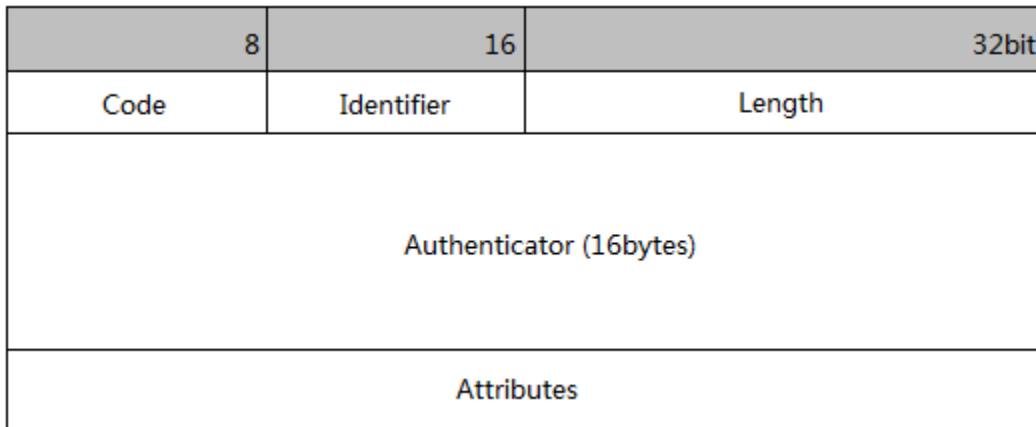 8 16 32bit
Code Identifier Length
Authenticator (16bytes)
Attributes